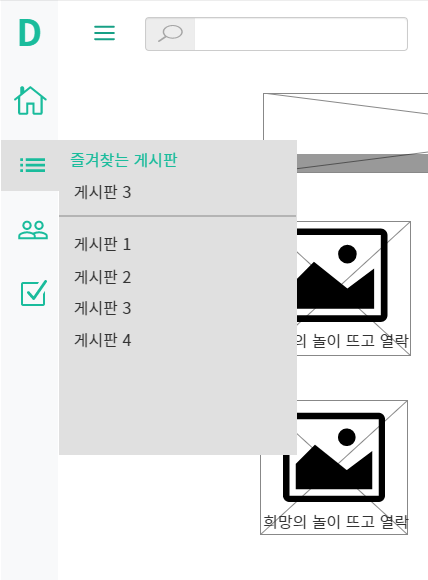 D
즐겨찾는 게시판
게시판 3
게시판 1
게시판 2
게시판 3
게시판 4
의 놀이 뜨고 열락
희망의 놀이 뜨고 열락